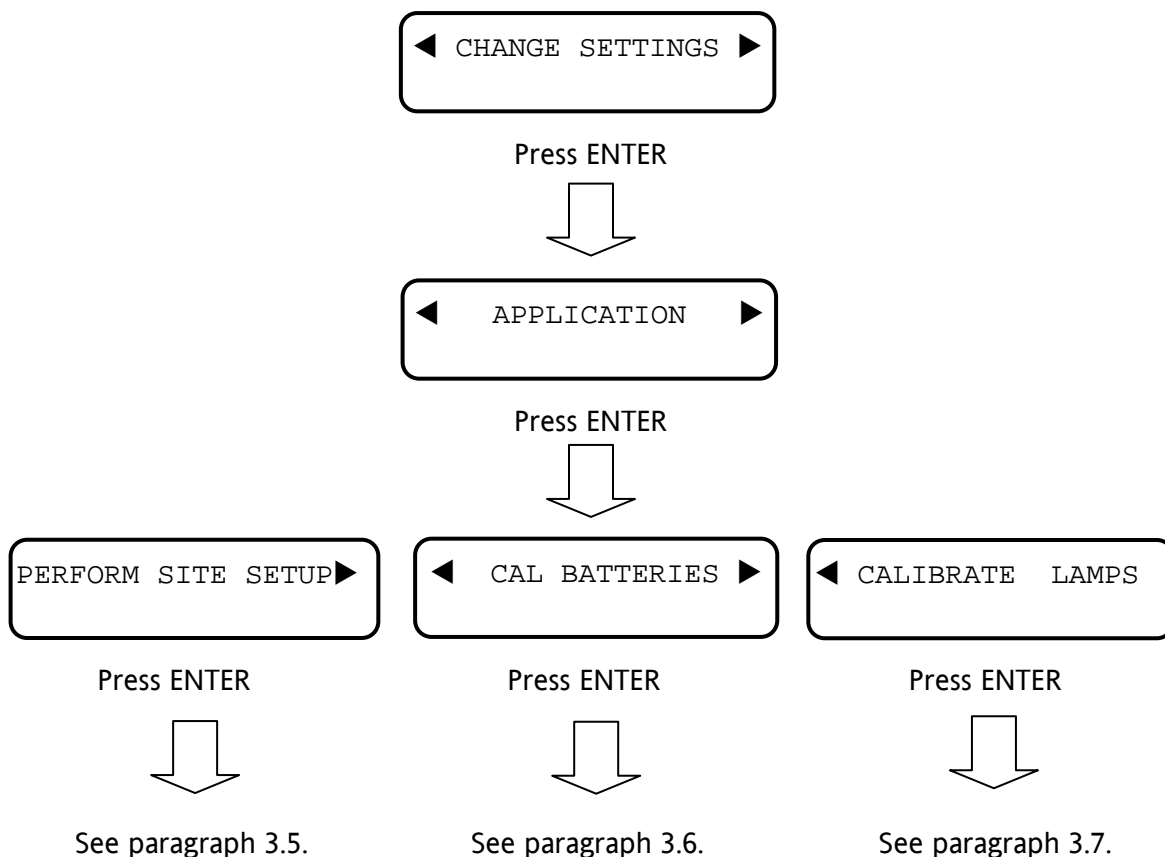 ◀ CHANGE SETTINGS ▶
Press ENTER
◀ APPLICATION ▶
Press ENTER
PERFORM SITE SETUP▶
◀ CAL BATTERIES ▶
◀ CALIBRATE LAMPS
Press ENTER
Press ENTER
Press ENTER
See paragraph 3.5.
See paragraph 3.6.
See paragraph 3.7.